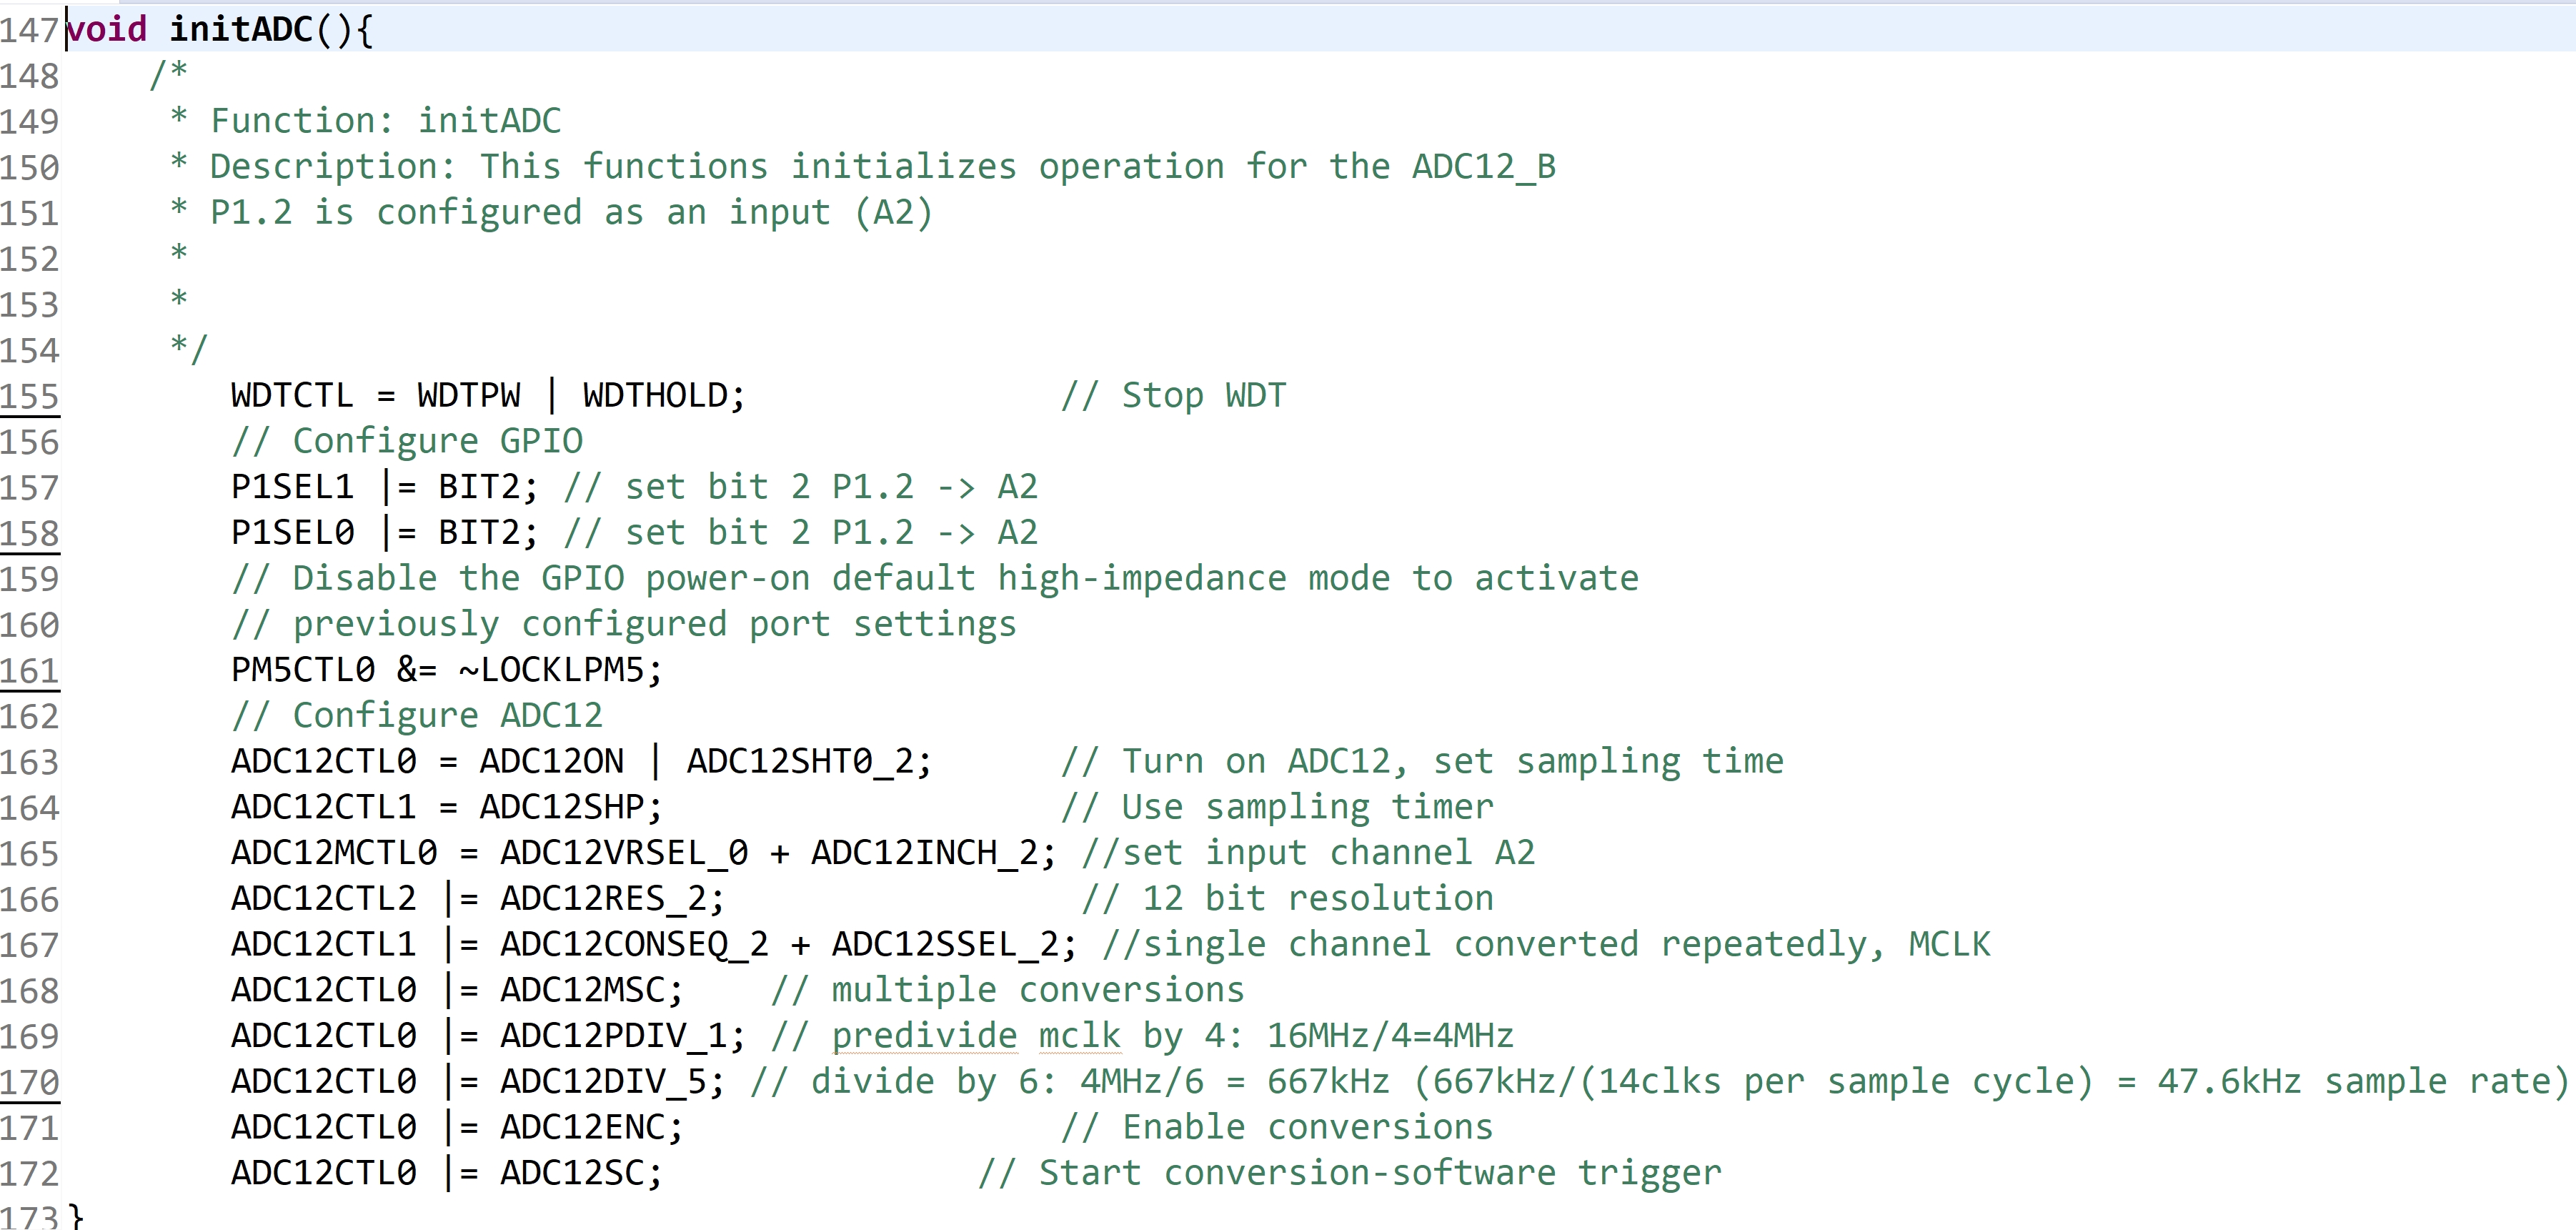 147 void initADC(){
148     /*
149      * Function: initADC
150      * Description: This functions initializes operation for the ADC12_B
151      * P1.2 is configured as an input (A2)
152      *
153      *
154      */
155         WDTCTL = WDTPW | WDTHOLD;               // Stop WDT
156         // Configure GPIO
157         P1SEL1 |= BIT2; // set bit 2 P1.2 -> A2
158         P1SEL0 |= BIT2; // set bit 2 P1.2 -> A2
159         // Disable the GPIO power-on default high-impedance mode to activate
160         // previously configured port settings
161         PM5CTL0 &= ~LOCKLPM5;
162         // Configure ADC12
163         ADC12CTL0 = ADC12ON | ADC12SHT0_2;      // Turn on ADC12, set sampling time
164         ADC12CTL1 = ADC12SHP;                   // Use sampling timer
165         ADC12MCTL0 = ADC12VRSEL_0 + ADC12INCH_2; //set input channel A2
166         ADC12CTL2 |= ADC12RES_2;                 // 12 bit resolution
167         ADC12CTL1 |= ADC12CONSEQ_2 + ADC12SSEL_2; //single channel converted repeatedly, MCLK
168         ADC12CTL0 |= ADC12MSC;    // multiple conversions
169         ADC12CTL0 |= ADC12PDIV_1; // predivide mclk by 4: 16MHz/4=4MHz
170         ADC12CTL0 |= ADC12DIV_5; // divide by 6: 4MHz/6 = 667kHz (667kHz/(14clks per sample cycle) = 47.6kHz sample rate)
171         ADC12CTL0 |= ADC12ENC;                  // Enable conversions
172         ADC12CTL0 |= ADC12SC;               // Start conversion-software trigger
173 }